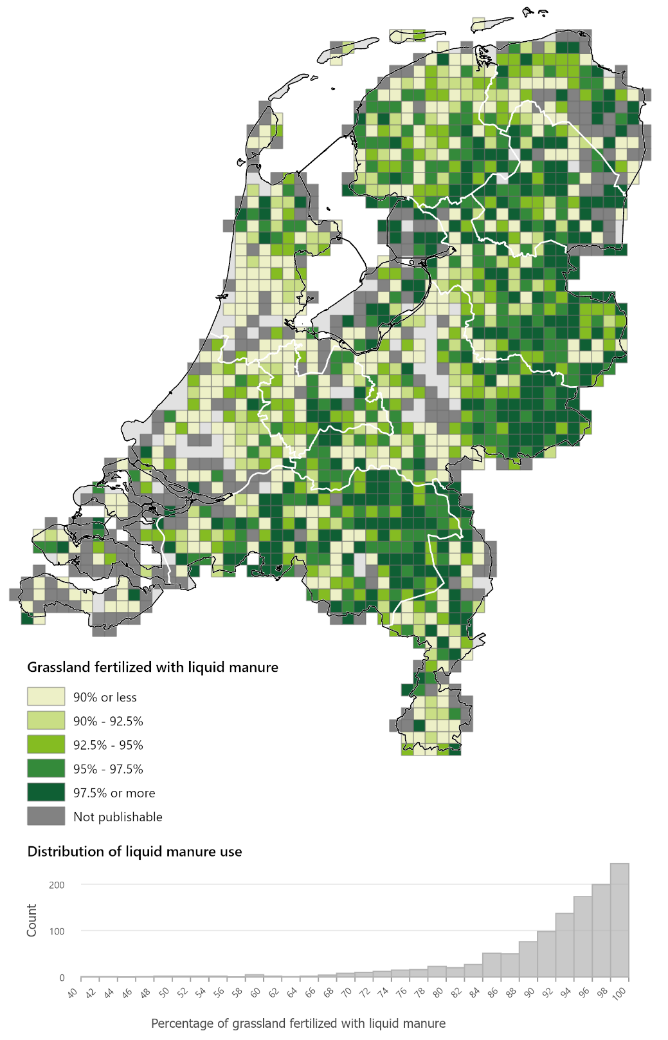 Grassland fertilized with liquid manure
90% or less
90% - 92.5%
92.5% - 95%
95% - 97.5%
97.5% or more
Not publishable
Distribution of liquid manure use
200
100
0
Count
40 42 44 46 48 50 52 54 56 58 60 62 64 66 68 70 72 74 76 78 80 82 84 86 88 90 92 94 96 98 100
Percentage of grassland fertilized with liquid manure